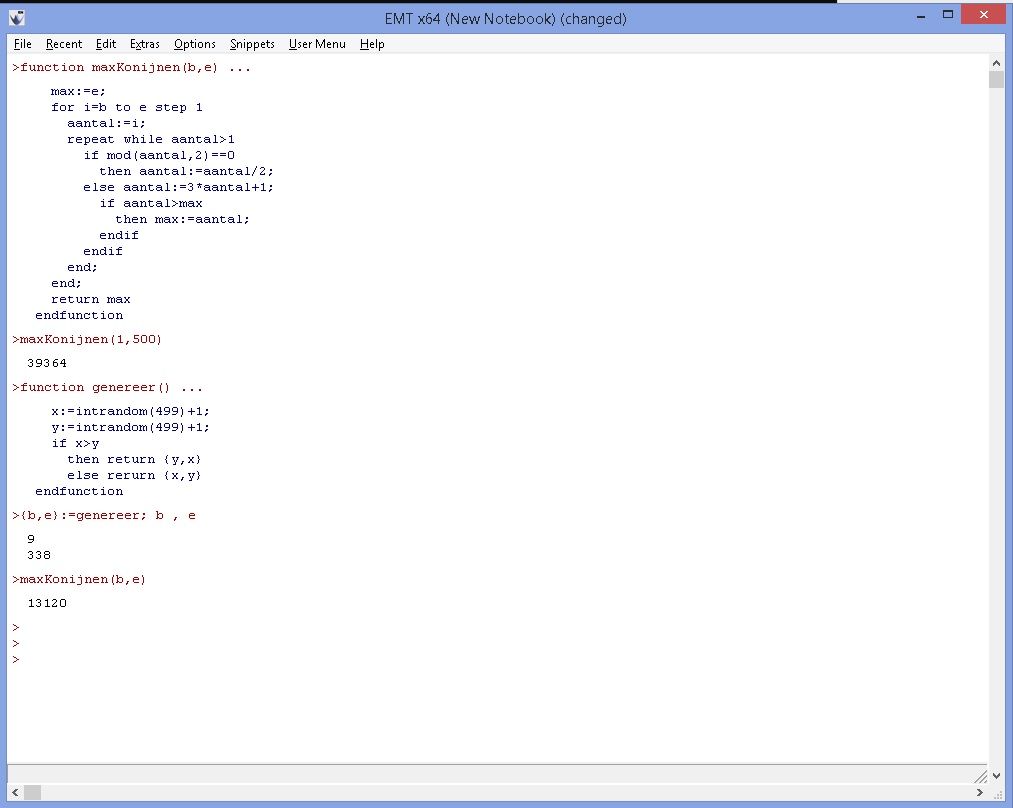 EMT x64 (New Notebook) (changed)
File Recent Edit Extras Options Snippets User Menu Help
>function maxKonijnen(b,e) ...
max:=e;
for i=b to e step 1
aantal:=i;
repeat while aantal>1
if mod(aantal,2)==0
then aantal:=aantal/2;
else aantal:=3*aantal+1;
if aantal>max
then max:=aantal;
endif
endif
end;
end;
return max
endfunction
>maxKonijnen(1,500)
39364
>function genereer() ...
x:=intrandom(499)+1;
y:=intrandom(499)+1;
if x>y
then return {y,x}
else rerurn {x,y}
endfunction
>{b,e}:=genereer; b , e
9
338
>maxKonijnen(b,e)
13120
>
>
>